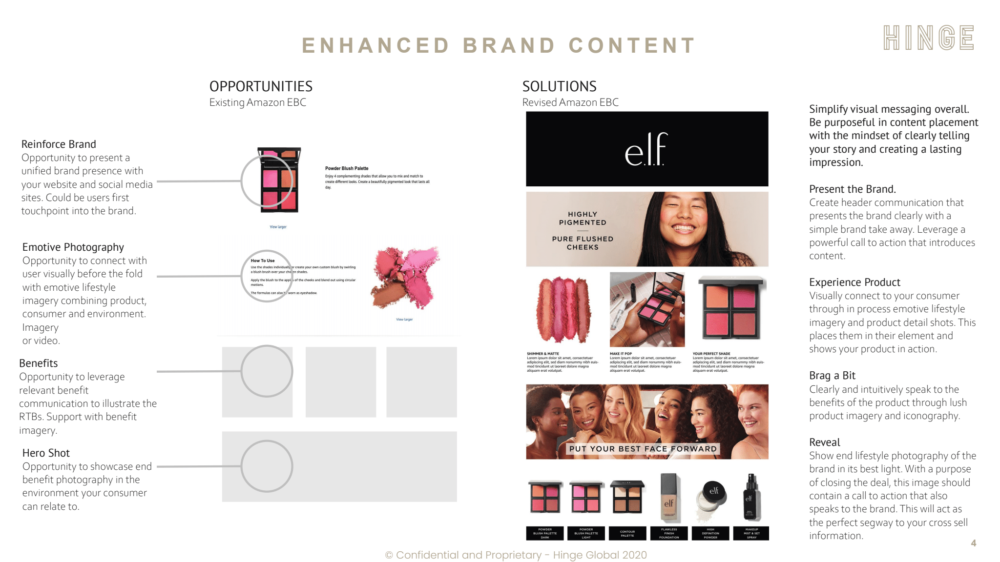 ENHANCED BRAND CONTENT
HINGE
OPPORTUNITIES
Existing Amazon EBC
Reinforce Brand
Opportunity to present a
unified brand presence with
your website and social media
sites. Could be users first
touchpoint into the brand.
Emotive Photography
Opportunity to connect with
user visually before the fold
with emotive lifestyle
imagery combining product,
consumer and environment.
Imagery
or video.
Benefits
Opportunity to leverage
relevant benefit
communication to illustrate the
RTBs. Support with benefit
imagery.
Hero Shot
Opportunity to showcase end
benefit photography in the
environment your consumer
can relate to.
Powder Blush Palette
Enjoy 4 complementing shades that allow you to mix and match to
create different looks. Create a beautifully pigmented look that lasts all
day.
View larger
How To Use
Use the shades individually or create your own custom blush by swirling
a blush brush over your chosen shades.
Apply the blush to the apples of the cheeks and blend out using circular
motions.
The formulas can also be worn as eyeshadow.
View larger
SOLUTIONS
Revised Amazon EBC
e.l.f.
HIGHLY
PIGMENTED
PURE FLUSHED
CHEEKS
SHIMMER & MATTE
Lorem ipsum dolor sit amet, consectetuer
adipiscing elit, sed diam nonummy nibh euis-
mod tincidunt ut laoreet dolore magna
aliquam erat volutpat.
MAKE IT POP
Lorem ipsum dolor sit amet, consectetuer
adipiscing elit, sed diam nonummy nibh euis-
mod tincidunt ut laoreet dolore magna
aliquam erat volutpat.
YOUR PERFECT SHADE
Lorem ipsum dolor sit amet, consectetuer
adipiscing elit, sed diam nonummy nibh euis-
mod tincidunt ut laoreet dolore magna
aliquam erat volutpat.
PUT YOUR BEST FACE FORWARD
elf
elf
elf
POWDER
BLUSH PALETTE
DARK
POWDER
BLUSH PALETTE
LIGHT
CONTOUR
PALETTE
FLAWLESS
FINISH
FOUNDATION
HIGH
DEFINITION
POWDER
MAKEUP
MIST & SET
SPRAY
Simplify visual messaging overall.
Be purposeful in content placement
with the mindset of clearly telling
your story and creating a lasting
impression.
Present the Brand.
Create header communication that
presents the brand clearly with a
simple brand take away. Leverage a
powerful call to action that introduces
content.
Experience Product
Visually connect to your consumer
through in process emotive lifestyle
imagery and product detail shots. This
places them in their element and
shows your product in action.
Brag a Bit
Clearly and intuitively speak to the
benefits of the product through lush
product imagery and iconography.
Reveal
Show end lifestyle photography of the
brand in its best light. With a purpose
of closing the deal, this image should
contain a call to action that also
speaks to the brand. This will act as
the perfect segway to your cross sell
information.
4
© Confidential and Proprietary - Hinge Global 2020